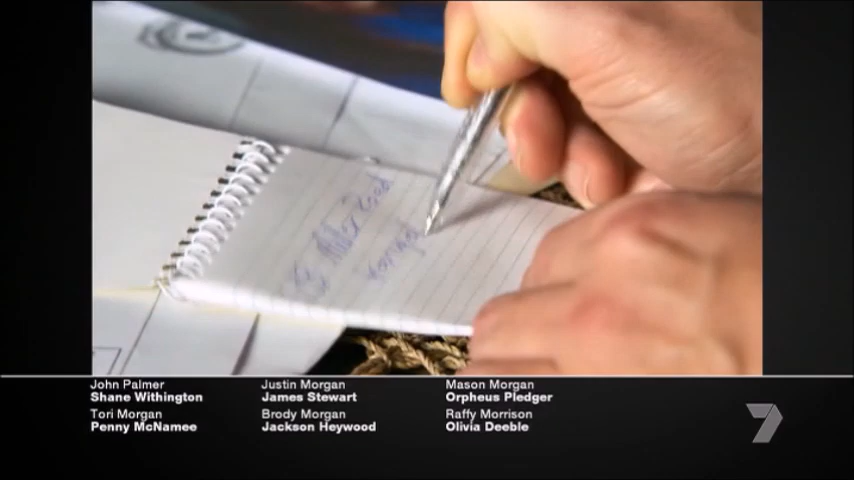 Road
John Palmer
Shane Withington
Tori Morgan
Penny McNamee
Justin Morgan
James Stewart
Brody Morgan
Jackson Heywood
Mason Morgan
Orpheus Pledger
Raffy Morrison
Olivia Deeble
7